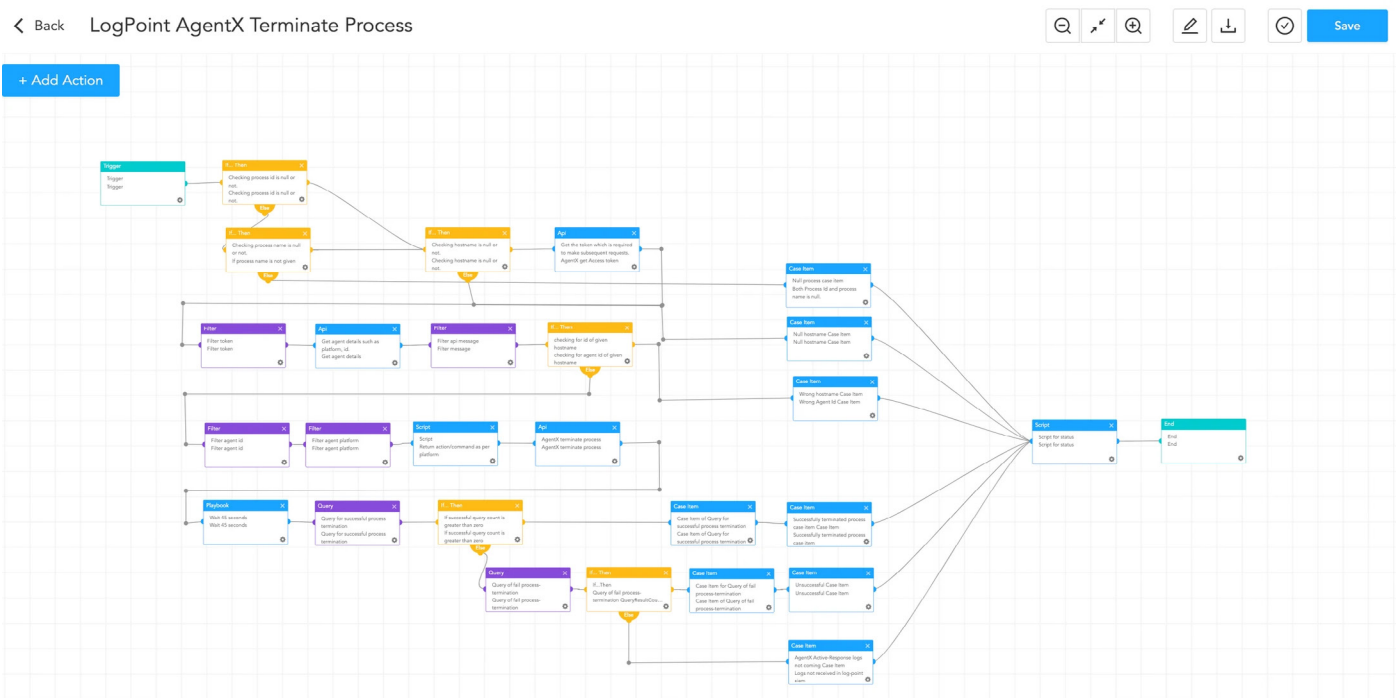 Back
LogPoint AgentX Terminate Process
Save
+ Add Action
Trigger
Trigger
Trigger
If... Then
Checking process id is null or
not.
Checking process id is null or
not.
Else
If... Then
Checking process name is null
or not.
If process name is not given
Else
If... Then
Checking hostname is null or
not.
Checking hostname is null or
not.
Else
Api
Get the token which is required
to make subsequent requests.
AgentX get Access token
Case Item
Null process case item
Both Process Id and process
name is null.
Case Item
Null hostname Case Item
Null hostname Case Item
Filter
Filter token
Filter token
Api
Get agent details such as
platform, id.
Get agent details
Filter
Filter api message
Filter message
If... Then
checking for id of given
hostname
checking for agent id of given
hostname
Else
Case Item
Wrong hostname Case Item
Wrong Agent Id Case Item
Filter
Filter agent id
Filter agent id
Filter
Filter agent platform
Filter agent platform
Script
Script
Return action/command as per
platform
Api
AgentX terminate process
AgentX terminate process
Script
Script for status
Script for status
End
End
End
Playbook
Wait 45 seconds
Wait 45 seconds
Query
Query for successful process
termination
Query for successful process
termination
If... Then
If successful query count is
greater than zero
If successful query count is
greater than zero
Else
Case Item
Case Item of Query for
successful process termination
Case Item of Query for
successful process termination
Case Item
Successfully terminated process
case item Case Item
Successfully terminated process
case item
Query
Query of fail process-
termination
Query of fail process-
termination
If... Then
If...Then
Query of fail process-
termination QueryResultCou...
Else
Case Item
Case Item for Query of fail
process-termination
Case Item of Query of fail
process-termination
Case Item
Unsuccessful Case Item
Unsuccessful Case Item
Case Item
AgentX Active-Response logs
not coming Case Item
Logs not received in log-point
siem